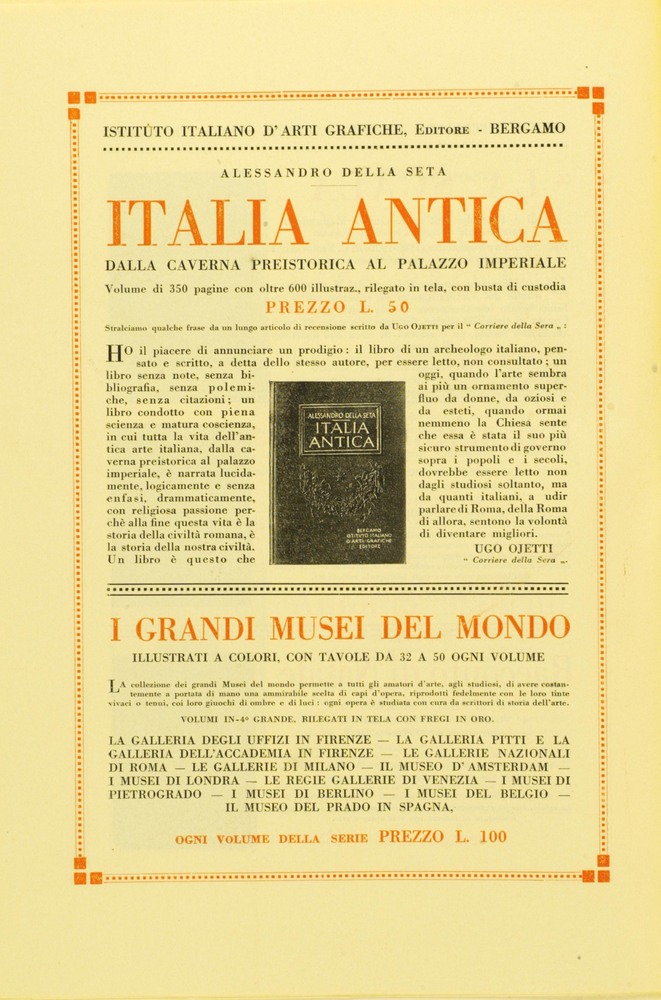 ISTITUTO ITALIANO D'ARTI GRAFICHE, EDITORE - BERGAMO
ALESSANDRO DELLA SETA
ITALIA ANTICA
DALLA CAVERNA PREISTORICA AL PALAZZO IMPERIALE
Volume di 350 pagine con oltre 600 illustraz., rilegato in tela, con busta di custodia
PREZZO L. 50
Stralciamo qualche frase da un lungo articolo di recensione scritto da UGO OJETTI per il " Corriere della Sera „ :
HO il piacere di annunciare un prodigio : il libro di un archeologo italiano, pen-
sato e scritto, a detta dello stesso autore, per essere letto, non consultato ; un
libro senza note, senza bi-
bliografia, senza polemi-
che, senza citazioni ; un
libro condotto con piena
scienza e matura coscienza,
in cui tutta la vita dell'an-
tica arte italiana, dalla ca-
verna preistorica al palazzo
imperiale, è narrata lucida-
mente, logicamente e senza
enfasi, drammaticamente,
con religiosa passione per-
chè alla fine questa vita è la
storia della civiltà romana, è
la storia della nostra civiltà.
Un libro è questo che
ALESSANDRO DELLA SETA
ITALIA
ANTICA
BERGAMO
ISTITVTO ITALIANO
D'ARTI GRAFICHE
EDITORE
oggi, quando l'arte sembra
ai più un ornamento super-
fluo da donne, da oziosi e
da esteti, quando ormai
nemmeno la Chiesa sente
che essa è stata il suo più
sicuro strumento di governo
sopra i popoli e i secoli,
dovrebbe essere letto non
dagli studiosi soltanto, ma
da quanti italiani, a udir
parlare di Roma, della Roma
di allora, sentono la volontà
di diventare migliori.
UGO OJETTI
" Corriere della Sera „.
I GRANDI MUSEI DEL MONDO
ILLUSTRATI A COLORI, CON TAVOLE DA 32 A 50 OGNI VOLUME
LA collezione dei grandi Musei del mondo permette a tutti gli amatori d'arte, agli studiosi, di avere costan-
temente a portata di mano una ammirabile scelta di capi d'opera, riprodotti fedelmente con le loro tinte
vivaci o tenui, coi loro giuochi di ombre e di luci : ogni opera è studiata con cura da scrittori di storia dell'arte.
VOLUMI IN-4° GRANDE, RILEGATI IN TELA CON FREGI IN ORO.
LA GALLERIA DEGLI UFFIZI IN FIRENZE — LA GALLERIA PITTI E LA
GALLERIA DELL'ACCADEMIA IN FIRENZE — LE GALLERIE NAZIONALI
DI ROMA — LE GALLERIE DI MILANO — IL MUSEO D'AMSTERDAM —
I MUSEI DI LONDRA — LE REGIE GALLERIE DI VENEZIA — I MUSEI DI
PIETROGRADO — I MUSEI DI BERLINO — I MUSEI DEL BELGIO —
IL MUSEO DEL PRADO IN SPAGNA,
OGNI VOLUME DELLA SERIE PREZZO L. 100